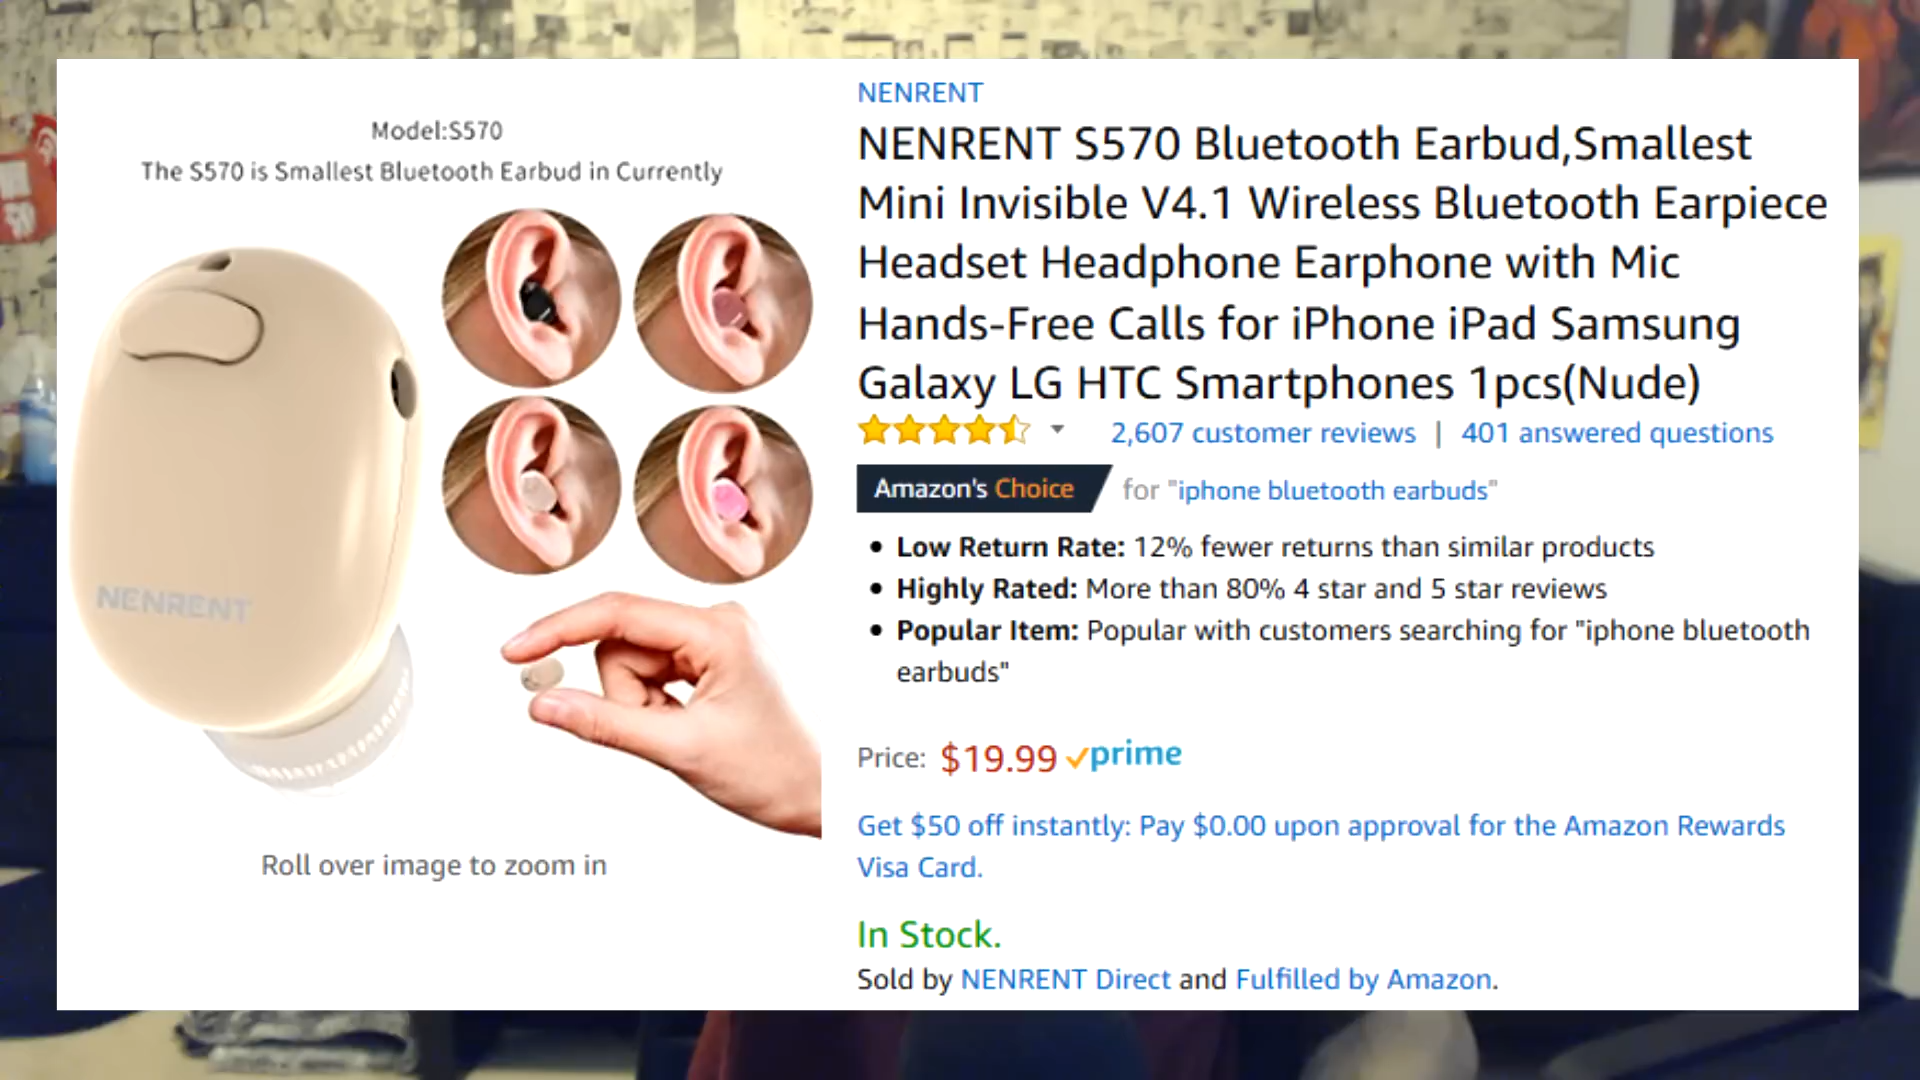 Model:S570
The S570 is Smallest Bluetooth Earbud in Currently
NENRENT
Roll over image to zoom in
NENRENT
NENRENT S570 Bluetooth Earbud,Smallest
Mini Invisible V4.1 Wireless Bluetooth Earpiece
Headset Headphone Earphone with Mic
Hands-Free Calls for iPhone iPad Samsung
Galaxy LG HTC Smartphones 1pcs(Nude)
2,607 customer reviews | 401 answered questions
Amazon's Choice for "iphone bluetooth earbuds"
• Low Return Rate: 12% fewer returns than similar products
• Highly Rated: More than 80% 4 star and 5 star reviews
• Popular Item: Popular with customers searching for "iphone bluetooth
earbuds"
Price: $19.99 prime
Get $50 off instantly: Pay $0.00 upon approval for the Amazon Rewards
Visa Card.
In Stock.
Sold by NENRENT Direct and Fulfilled by Amazon.